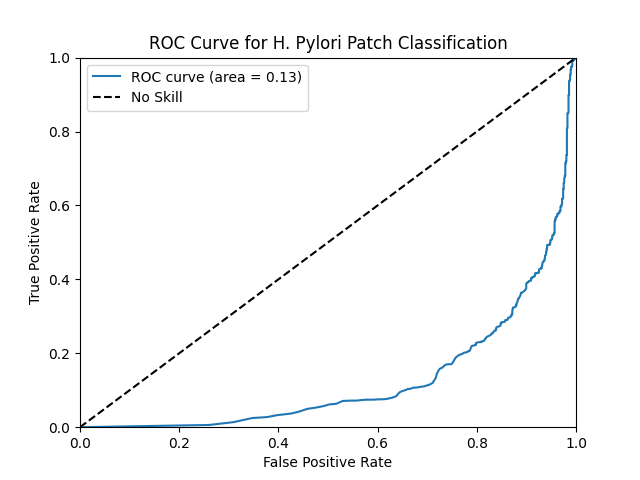 ROC Curve for H. Pylori Patch Classification
ROC curve (area = 0.13)
No Skill
True Positive Rate
1.0
0.8
0.6
0.4
0.2
0.0
0.0 0.2 0.4 0.6 0.8 1.0
False Positive Rate